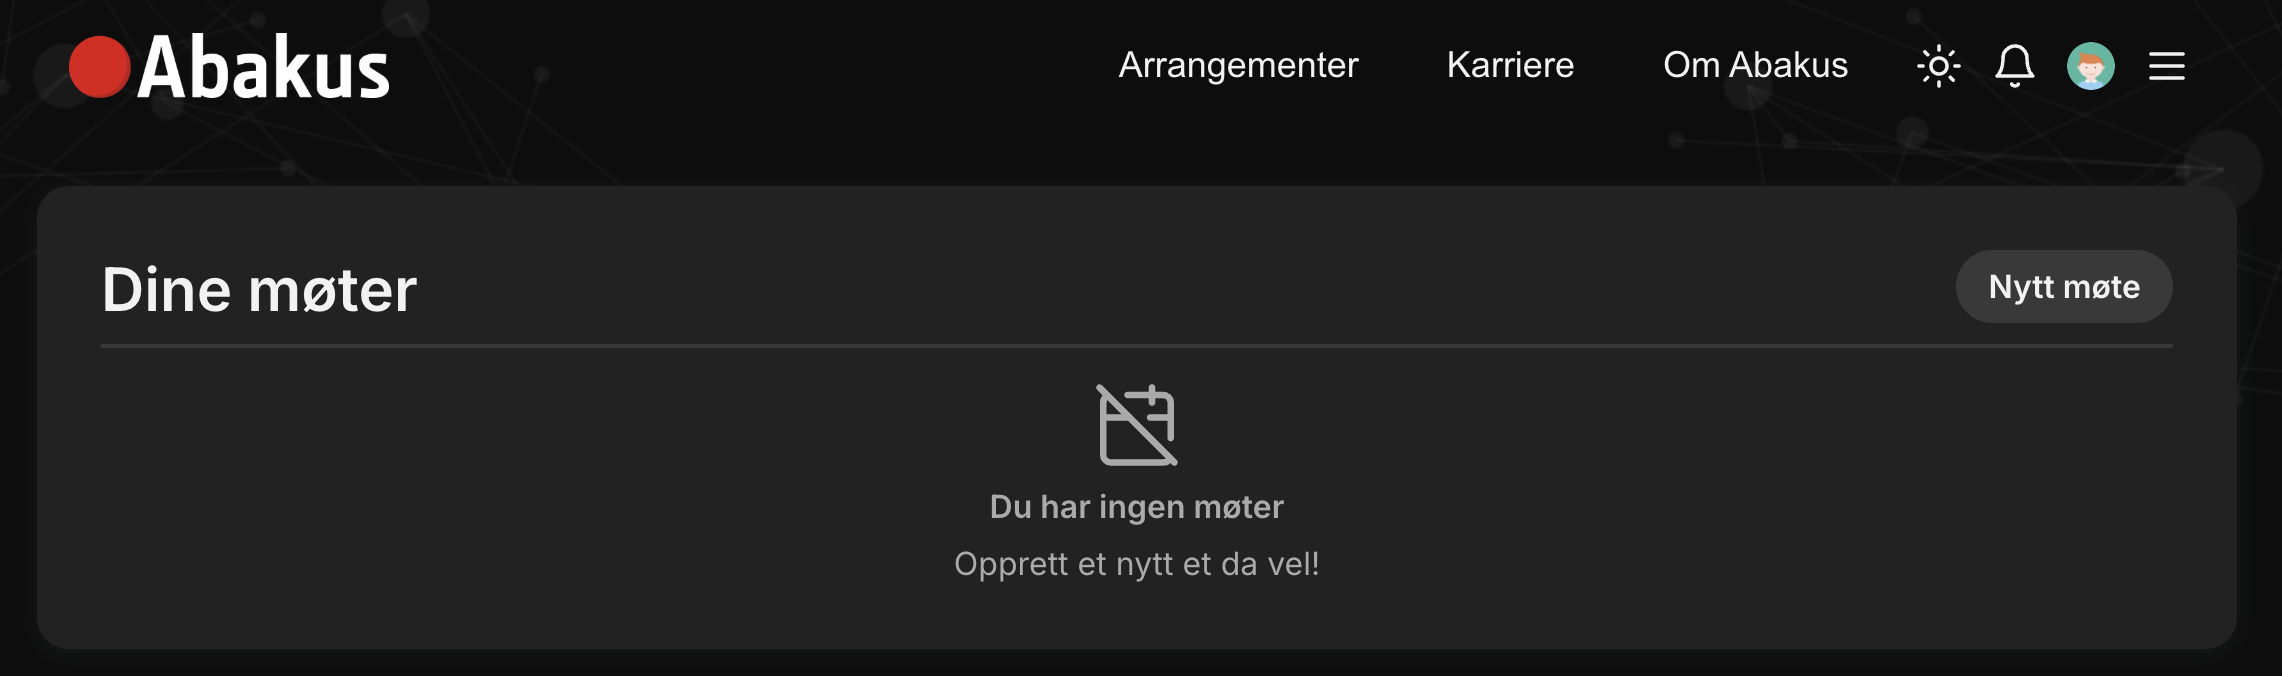 Abakus
Arrangementer
Karriere
Om Abakus
Dine møter
Nytt møte
Du har ingen møter
Opprett et nytt et da vel!